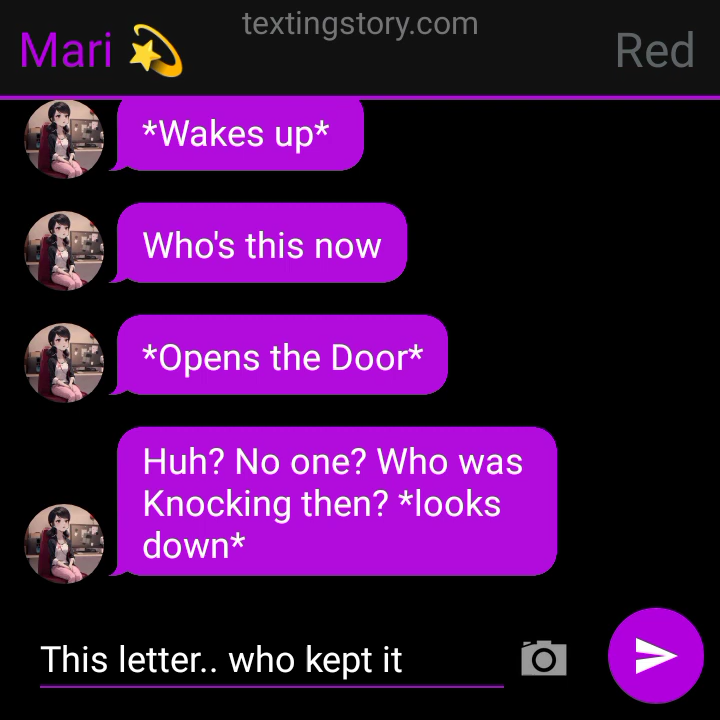 textingstory.com
Mari 💫
Red
*Wakes up*
Who's this now
*Opens the Door*
Huh? No one? Who was
Knocking then? *looks
down*
This letter.. who kept it